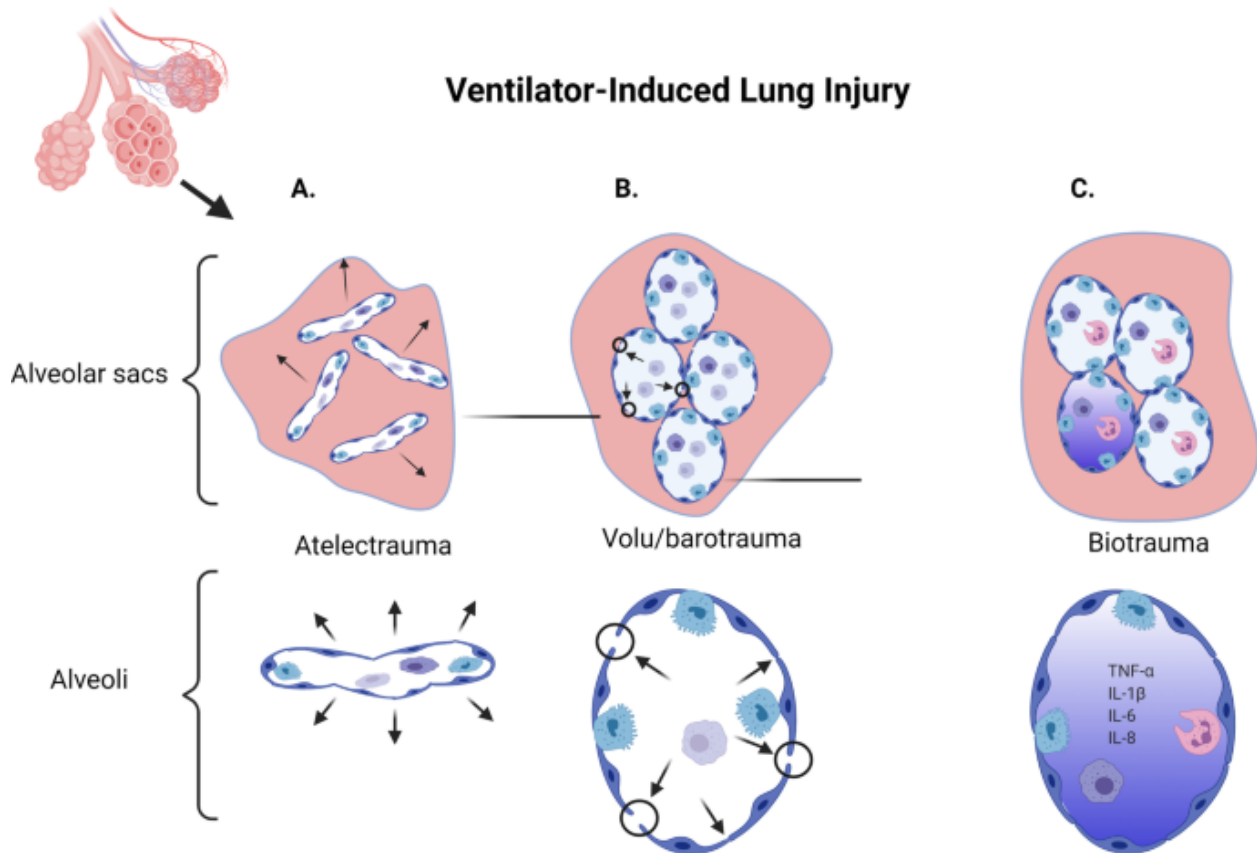 Ventilator-Induced Lung Injury
A.
B.
C.
Alveolar sacs
Atelectrauma
Volu/barotrauma
Biotrauma
Alveoli
TNF-α
IL-1β
IL-6
IL-8